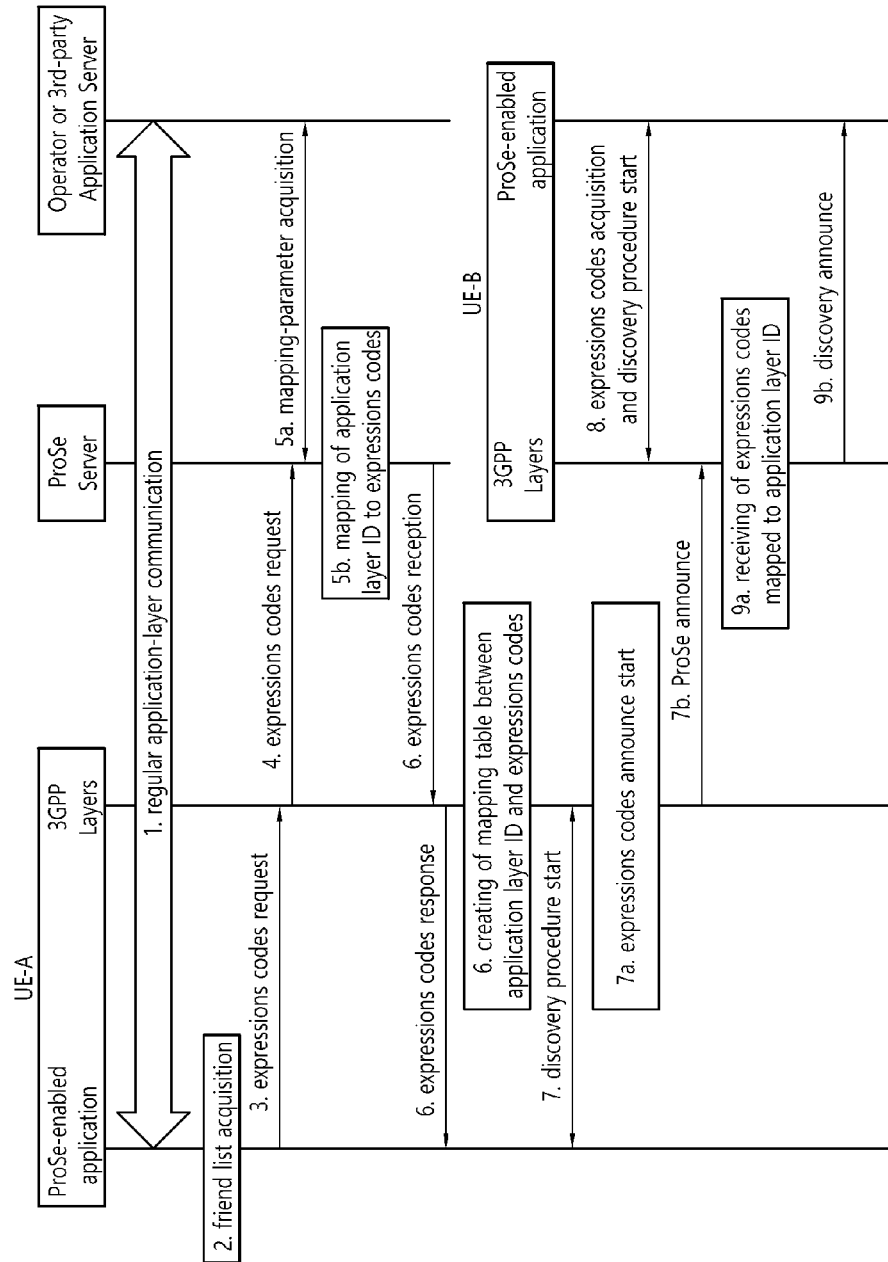 UE-A
ProSe-enabled
application
3GPP
Layers
ProSe
Server
Operator or 3rd-party
Application Server
1. regular application-layer communication
2. friend list acquisition
3. expressions codes request
4. expressions codes request
5a. mapping-parameter acquisition
5b. mapping of application
layer ID to expressions codes
6. expressions codes reception
6. expressions codes response
6. creating of mapping table between
application layer ID and expressions codes
UE-B
3GPP
Layers
ProSe-enabled
application
7. discovery procedure start
7a. expressions codes announce start
8. expressions codes acquisition
and discovery procedure start
7b. ProSe announce
9a. receiving of expressions codes
mapped to application layer ID
9b. discovery announce